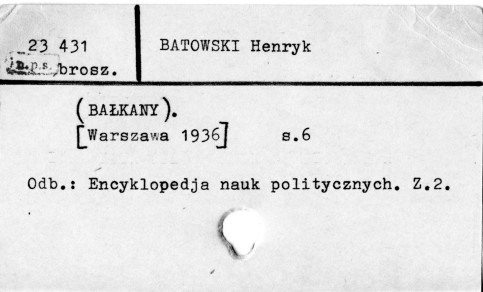 23 431 BATOWSKI Henryk
n.p.s. brosz.
(BAŁKANY).
[Warszawa 1936] s.6
Odb.: Encyklopedja nauk politycznych. Z.2.